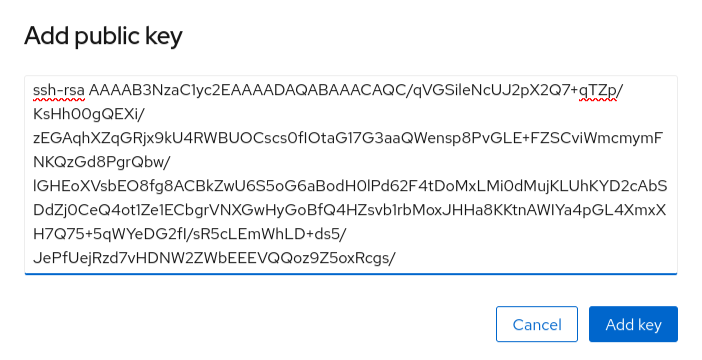 Add public key
ssh-rsa AAAAB3NzaC1yc2EAAAADAQABAAACAQC/qVGSileNcUJ2pX2Q7+qTZp/
KsHh00gQEXi/
zEGAqhXZqGRjx9kU4RWBUOCscs0fIOtaG17G3aaQWensp8PvGLE+FZSCviWmcmymF
NKQzGd8PgrQbw/
lGHEoXVsbEO8fg8ACBkZwU6S5oG6aBodH0lPd62F4tDoMxLMi0dMujKLUhKYD2cAbS
DdZj0CeQ4ot1Ze1ECbgrVNXGwHyGoBfQ4HZsvb1rbMoxJHHa8KKtnAWIYa4pGL4XmxX
H7Q75+5qWYeDG2fI/sR5cLEmWhLD+ds5/
JePfUejRzd7vHDNW2ZWbEEEVQQoz9Z5oxRcgs/
Cancel
Add key